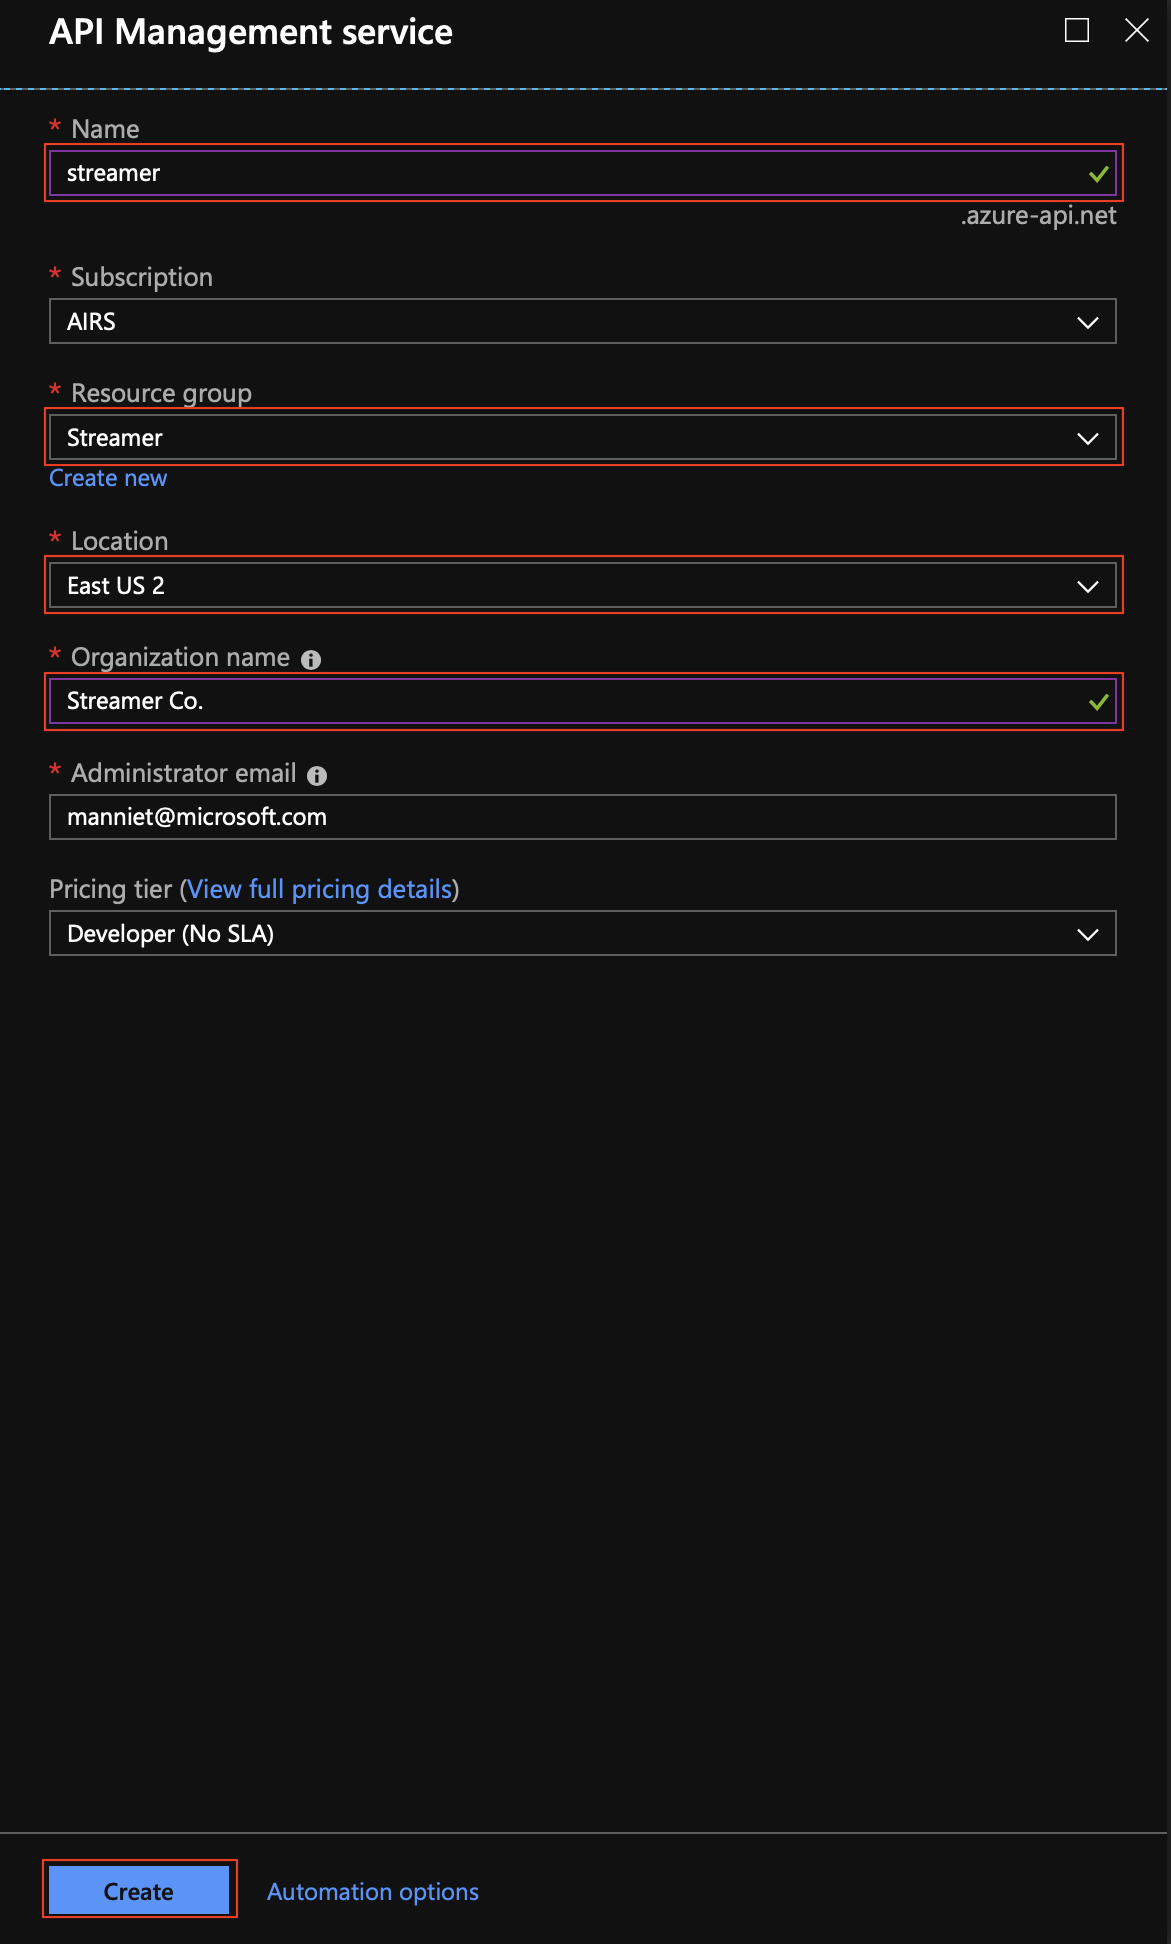 API Management service
* Name
streamer
.azure-api.net
* Subscription
AIRS
* Resource group
Streamer
Create new
* Location
East US 2
* Organization name
Streamer Co.
* Administrator email
manniet@microsoft.com
Pricing tier (View full pricing details)
Developer (No SLA)
Create
Automation options